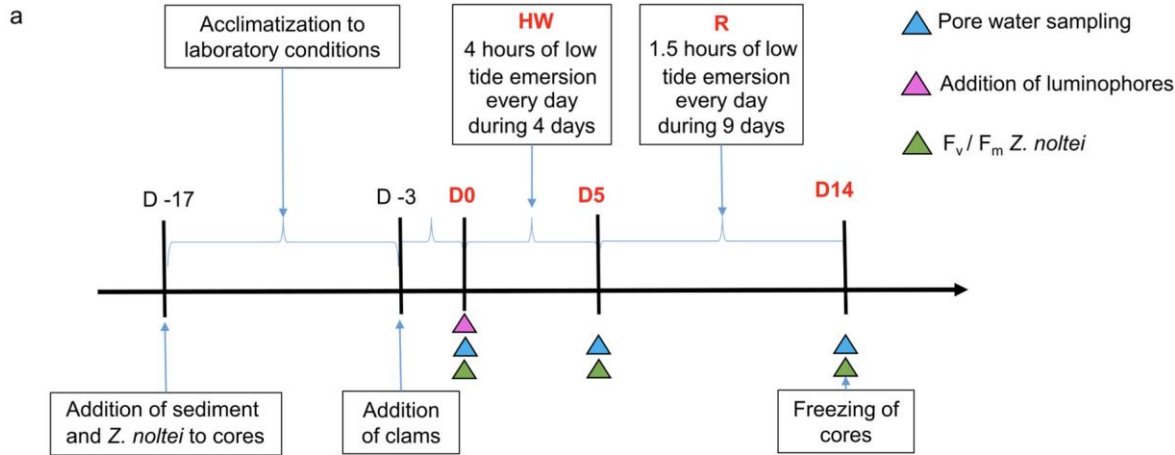 a
Acclimatization to
laboratory conditions
HW
4 hours of low
tide emersion
every day
during 4 days
R
1.5 hours of low
tide emersion
every day
during 9 days
Pore water sampling
Addition of luminophores
Fv / Fm Z. noltei
D -17
D -3
D0
D5
D14
Addition of sediment
and Z. noltei to cores
Addition
of clams
Freezing of
cores